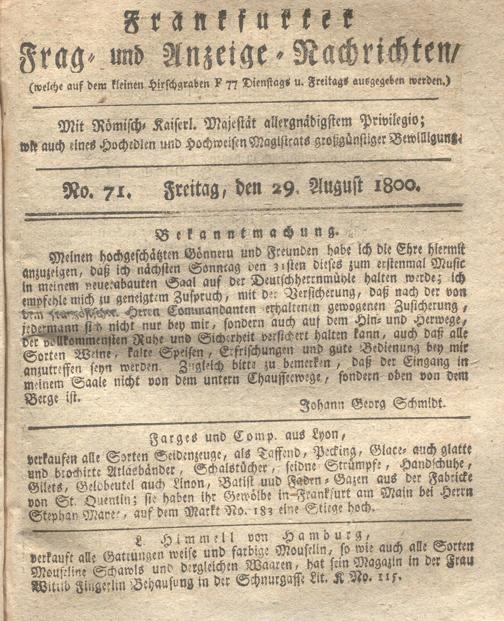 Frankfurter
Frag- und Anzeige-Nachrichten/
(welche auf dem kleinen Hirschgraben F 77 Dienstags u. Freitags ausgegeben werden.)
Mit Römisch-Kaiserl. Majestät allergnädigstem Privilegio;
wie auch eines Hochedlen und Hochweisen Magistrats großgünstiger Bewilligung.
No. 71. Freitag, den 29. August 1800.
Bekanntmachung.
Meinen hochgeschätzten Gönnern und Freunden habe ich die Ehre hiermit
anzuzeigen, daß ich nächsten Sonntag den 31sten dieses zum erstenmal Music
in meinem neuerbauten Saal auf der Deutschherrnmühle halten werde; ich
empfehle mich zu geneigtem Zuspruch, mit der Versicherung, daß nach der von
dem französischen Herrn Commandanten erhaltenen gewogenen Zusicherung,
jedermann sich nicht nur bey mir, sondern auch auf dem Hin- und Herwege,
der vollkommensten Ruhe und Sicherheit versichert halten kann, auch daß alle
Sorten Weine, kalte Speisen, Erfrischungen und gute Bedienung bey mir
anzutreffen seyn werden. Zugleich bitte zu bemerken, daß der Eingang in
meinem Saale nicht von dem untern Chausseewege, sondern oben von dem
Berge ist.
Johann Georg Schmidt.
Farges und Comp. aus Lyon,
verkaufen alle Sorten Seidenzeuge, als Taffend, Pecking, Glace- auch glatte
und brochirte Atlasbänder, Schalstücher, seidne Strümpfe, Handschuhe,
Gilets, Geldbeutel auch Linon, Batist und Faden-Gazen aus der Fabricke
von St. Quentin; sie haben ihr Gewölbe in Frankfurt am Main bei Herrn
Stephan auf dem Markt No. 183 eine Stiege hoch.
L. Himmell von Hamburg,
verkauft alle Gattungen weise und farbige Mouselin, so wie auch alle Sorten
Mouseline Schawls und dergleichen Waaren, hat sein Magazin in der Frau
Wittib Fingerlin Behausung in der Schnurgasse Lit. K No. 115.